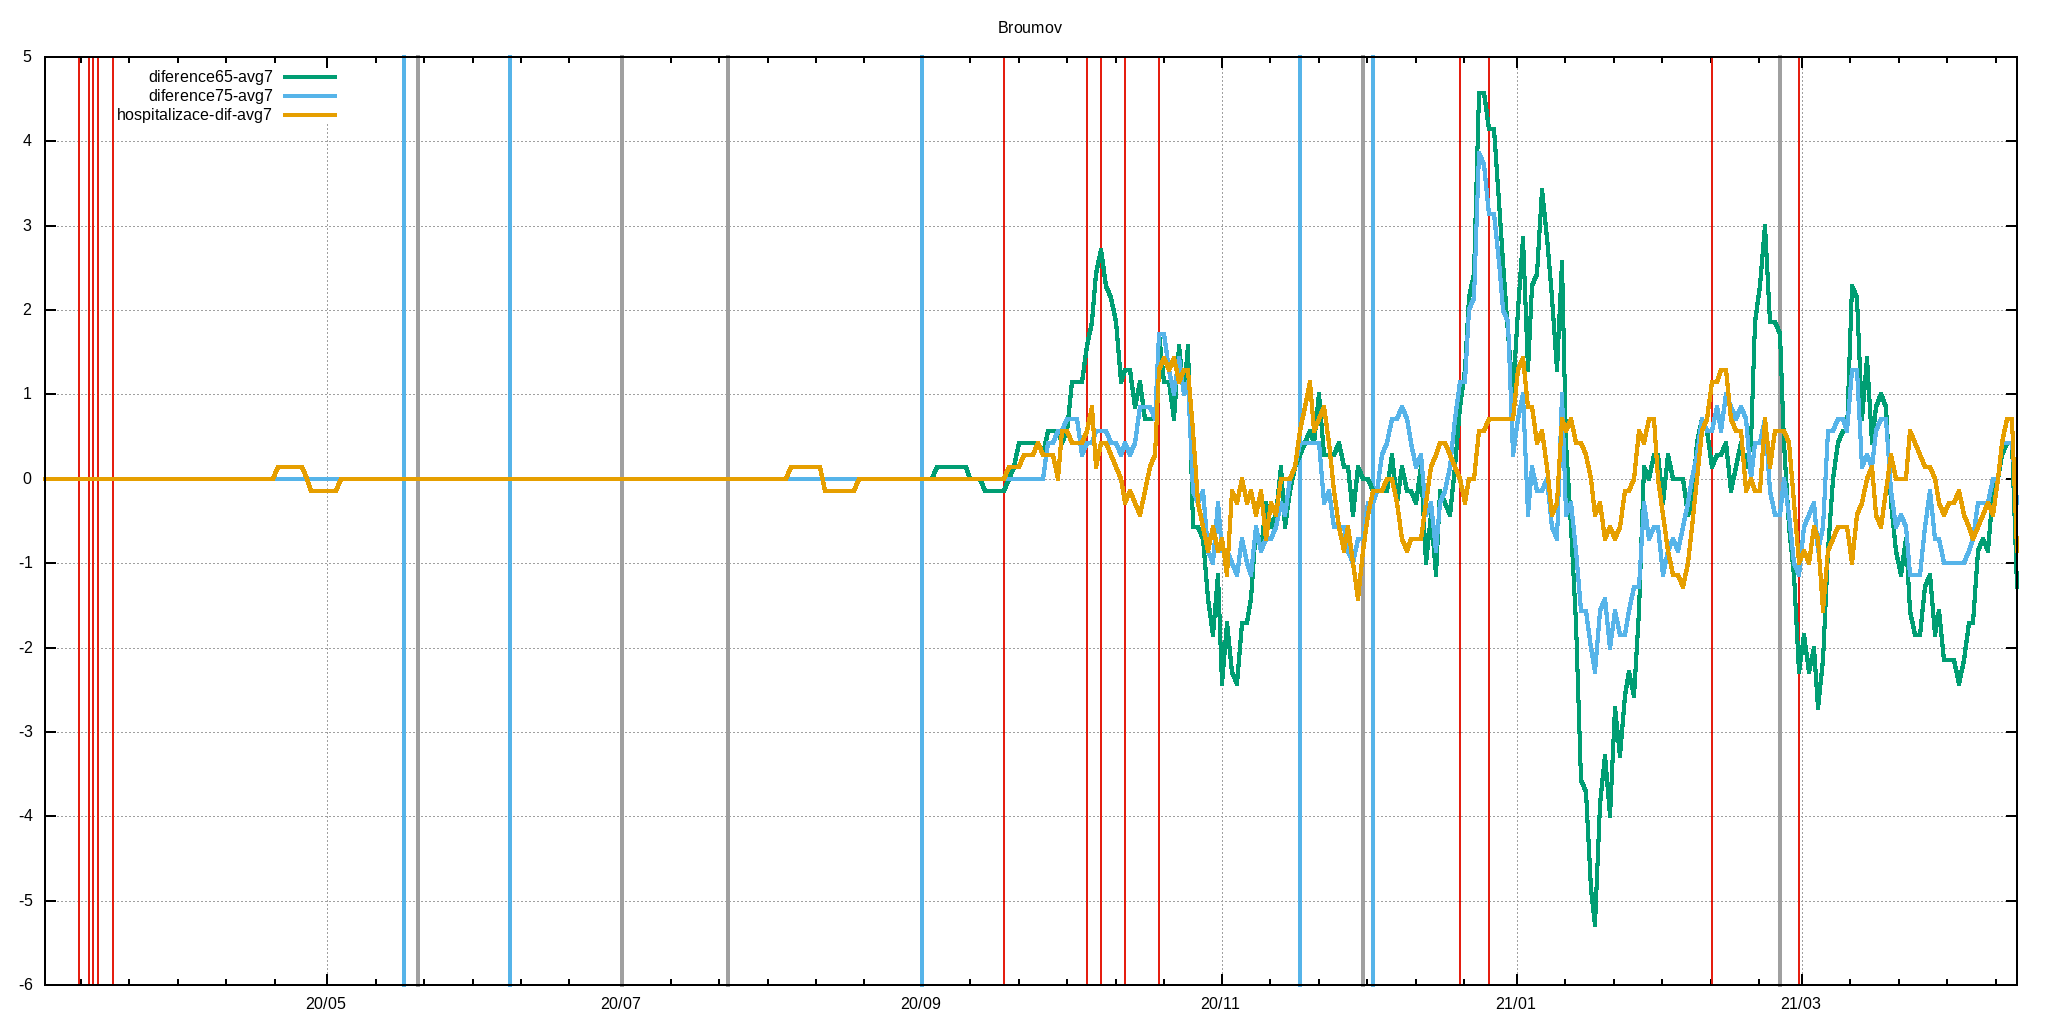 Broumov
5
diference65-avg7
diference75-avg7
hospitalizace-dif-avg7
4
3
2
1
0
-1
-2
-3
-4
-5
-6
20/05 20/07 20/09 20/11 21/01 21/03